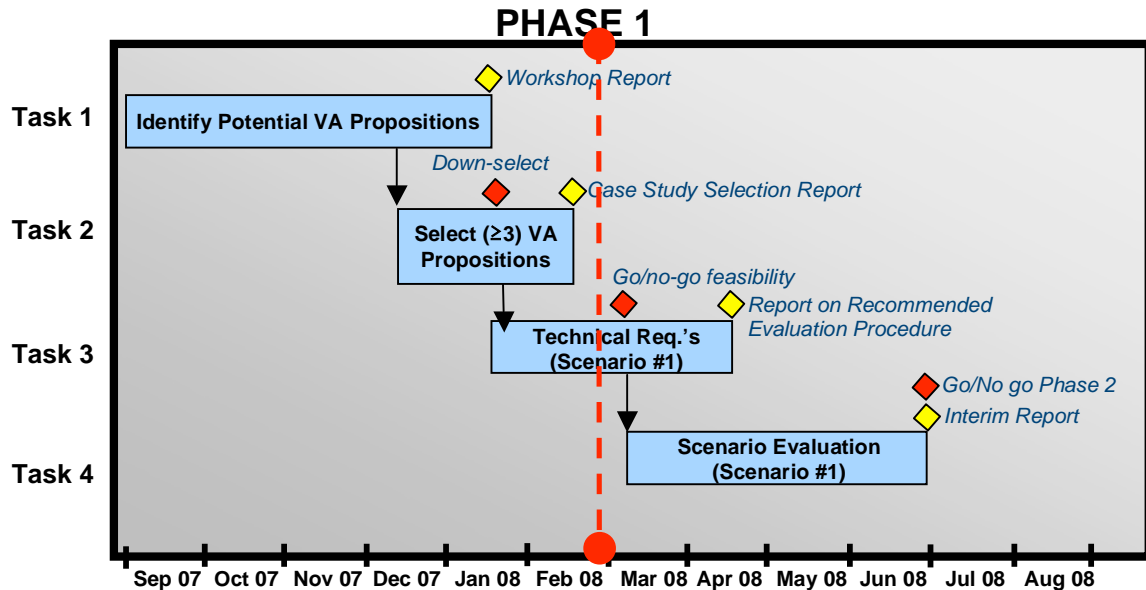 PHASE 1
Workshop Report
Task 1
Identify Potential VA Propositions
Down-select
Case Study Selection Report
Task 2
Select (≥3) VA
Propositions
Go/no-go feasibility
Report on Recommended
Evaluation Procedure
Task 3
Technical Req.'s
(Scenario #1)
Go/No go Phase 2
Interim Report
Task 4
Scenario Evaluation
(Scenario #1)
Sep 07 Oct 07 Nov 07 Dec 07 Jan 08 Feb 08 Mar 08 Apr 08 May 08 Jun 08 Jul 08 Aug 08